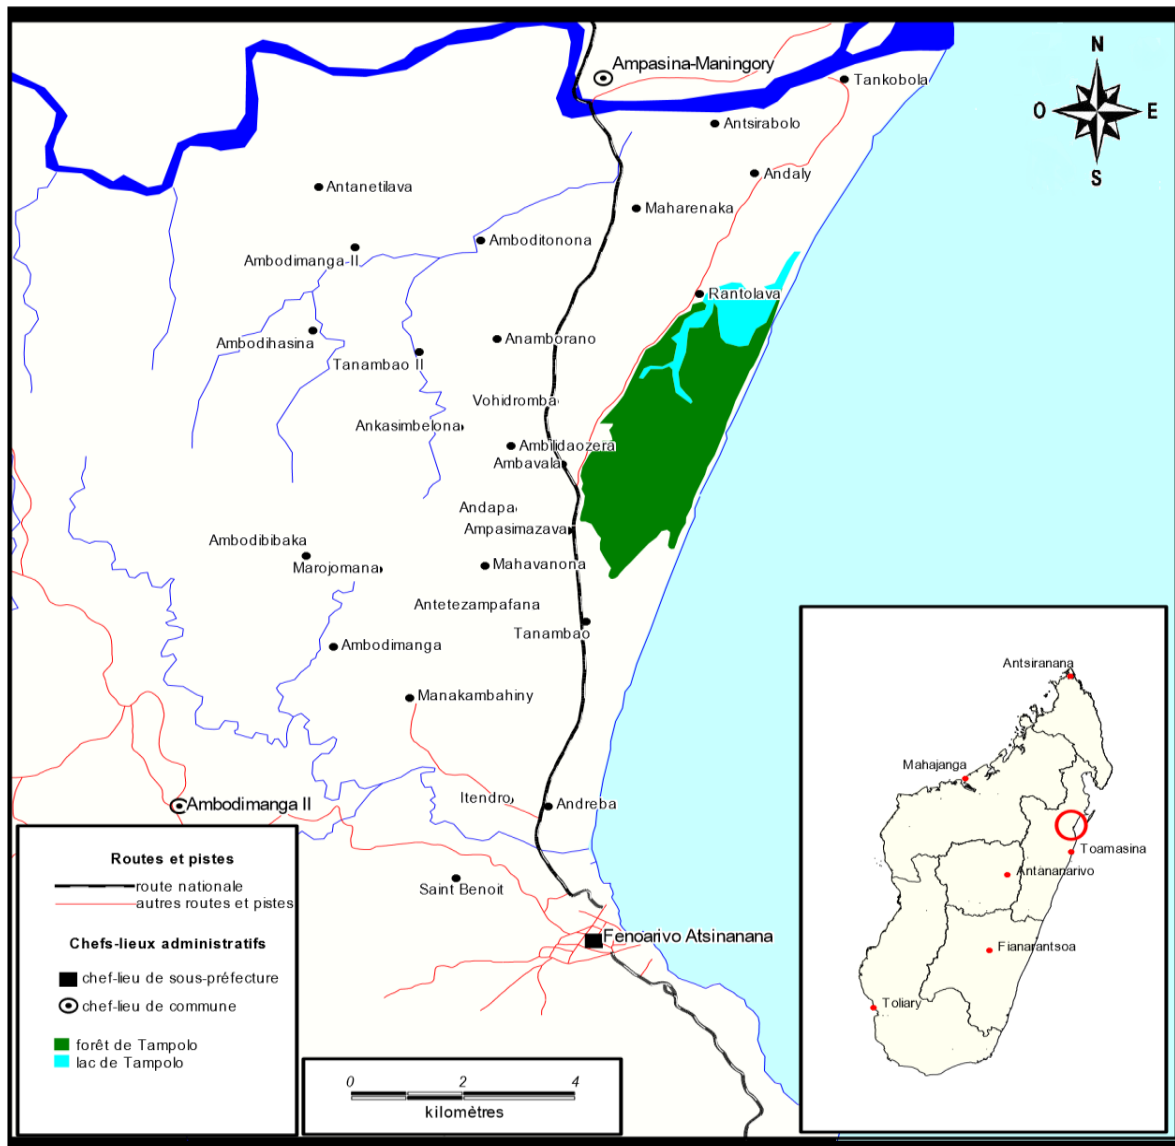 Ampasina-Maningory
N
Tankobola
O
E
Antsirabolo
S
Andaly
Antanetilava
Maharenaka
Amboditonona
Ambodimanga II
Rantolava
Ambodihasina
Anamborano
Tanambao II
Vohidromba
Ankasimbelona
Ambilidaozera
Ambavala
Andapa
Ampasimazava
Ambodibibaka
Marojomana
Mahavanona
Antetezampafana
Tanambao
Ambodimanga
Manakambahiny
Itendro
Andreba
Ambodimanga II
Saint Benoit
Fenoarivo Atsinanana
Routes et pistes
route nationale
autres routes et pistes
Chefs-lieux administratifs
chef-lieu de sous-préfecture
chef-lieu de commune
forêt de Tampolo
lac de Tampolo
0 2 4
kilomètres
Antsiranana
Mahajanga
Toamasina
Antananarivo
Fianarantsoa
Toliary